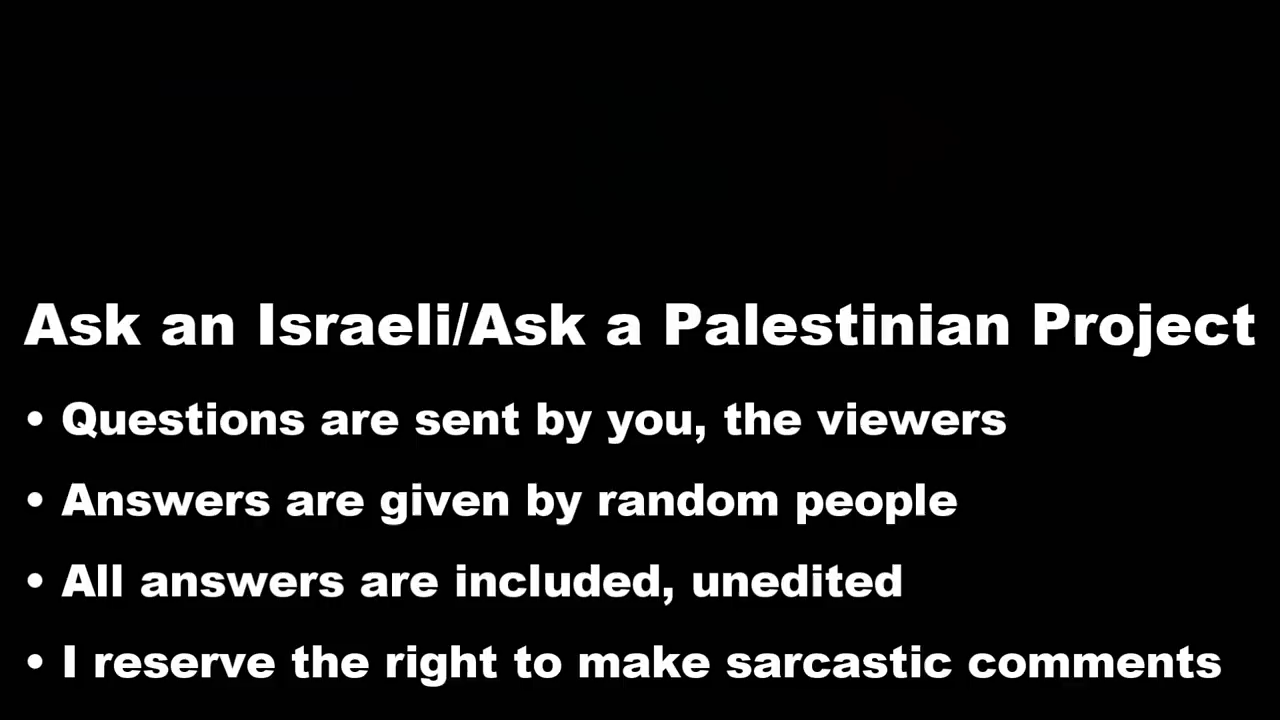 Ask an Israeli/Ask a Palestinian Project
• Questions are sent by you, the viewers
• Answers are given by random people
• All answers are included, unedited
• I reserve the right to make sarcastic comments